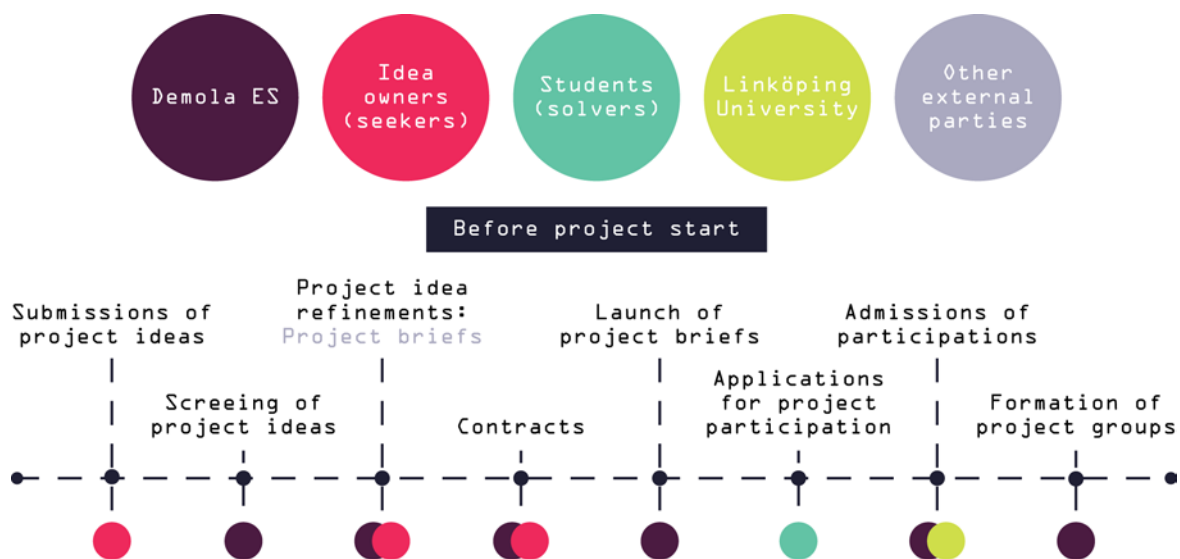 Demola ES
Idea
owners
(seekers)
Students
(solvers)
Linköping
University
Other
external
parties
Before project start
Submissions of
project ideas
Screeing of
project ideas
Project idea
refinements:
Project briefs
Contracts
Launch of
project briefs
Applications
for project
participation
Admissions of
participations
Formation of
project groups